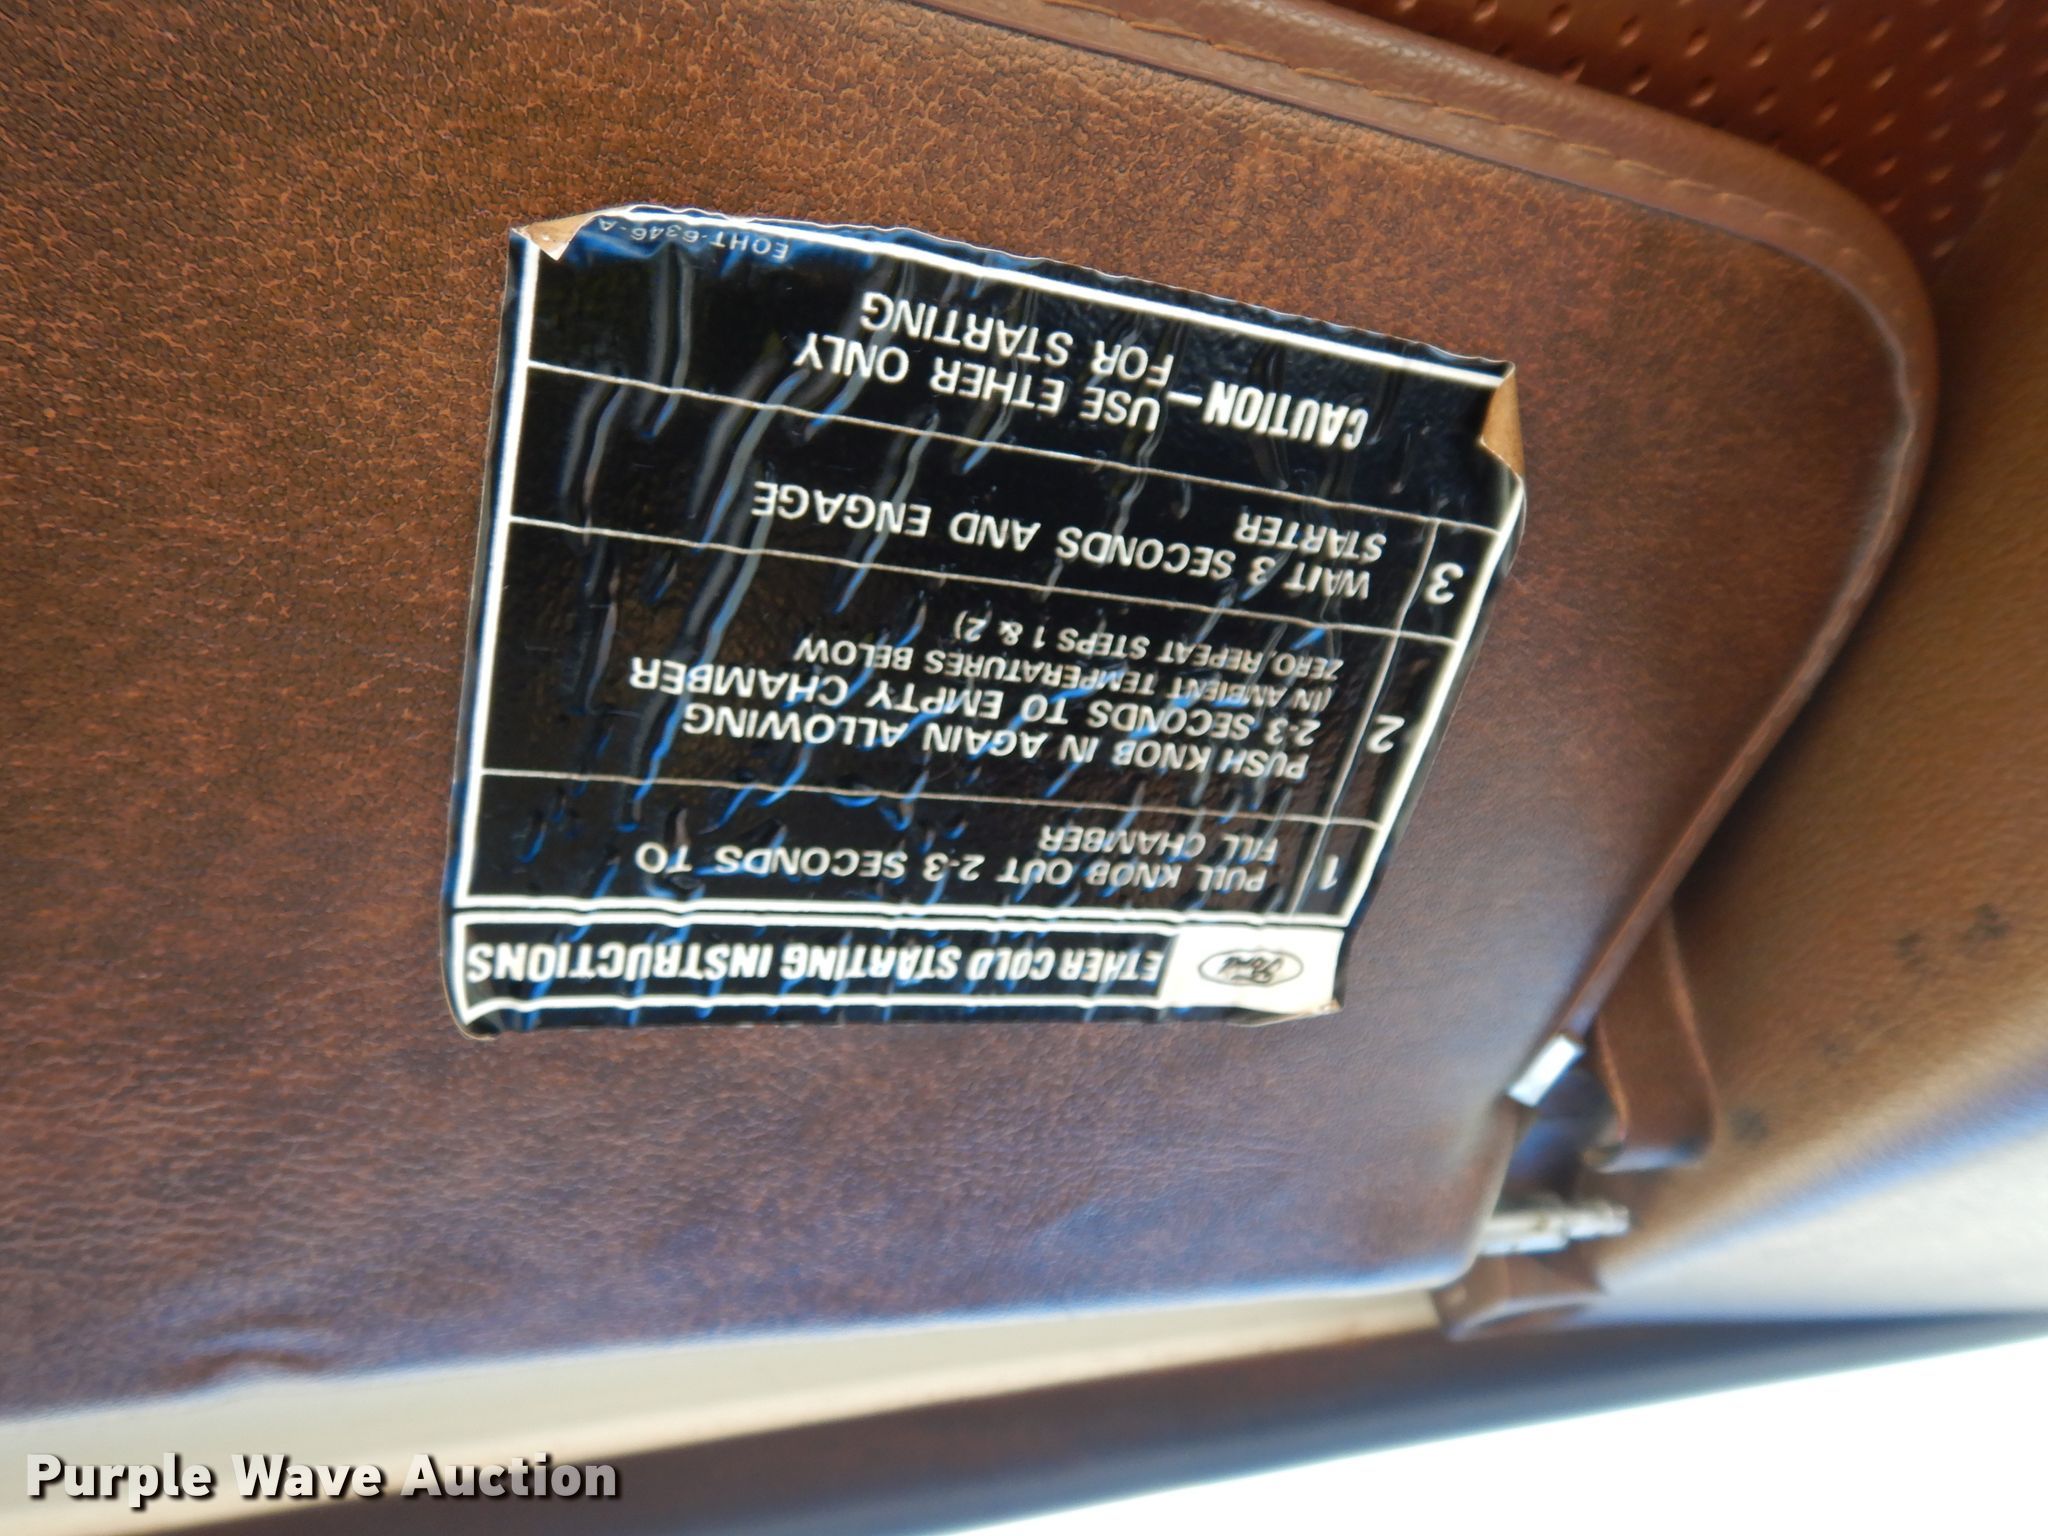 Ford ETHER COLD STARTING INSTRUCTIONS
1 PULL KNOB OUT 2-3 SECONDS TO
FILL CHAMBER
2 PUSH KNOB IN AGAIN ALLOWING
2-3 SECONDS TO EMPTY CHAMBER
(IN AMBIENT TEMPERATURES BELOW
ZERO, REPEAT STEPS 1 & 2)
3 WAIT 3 SECONDS AND ENGAGE
STARTER
CAUTION— USE ETHER ONLY
FOR STARTING
EOHT-6346-A
Purple Wave Auction